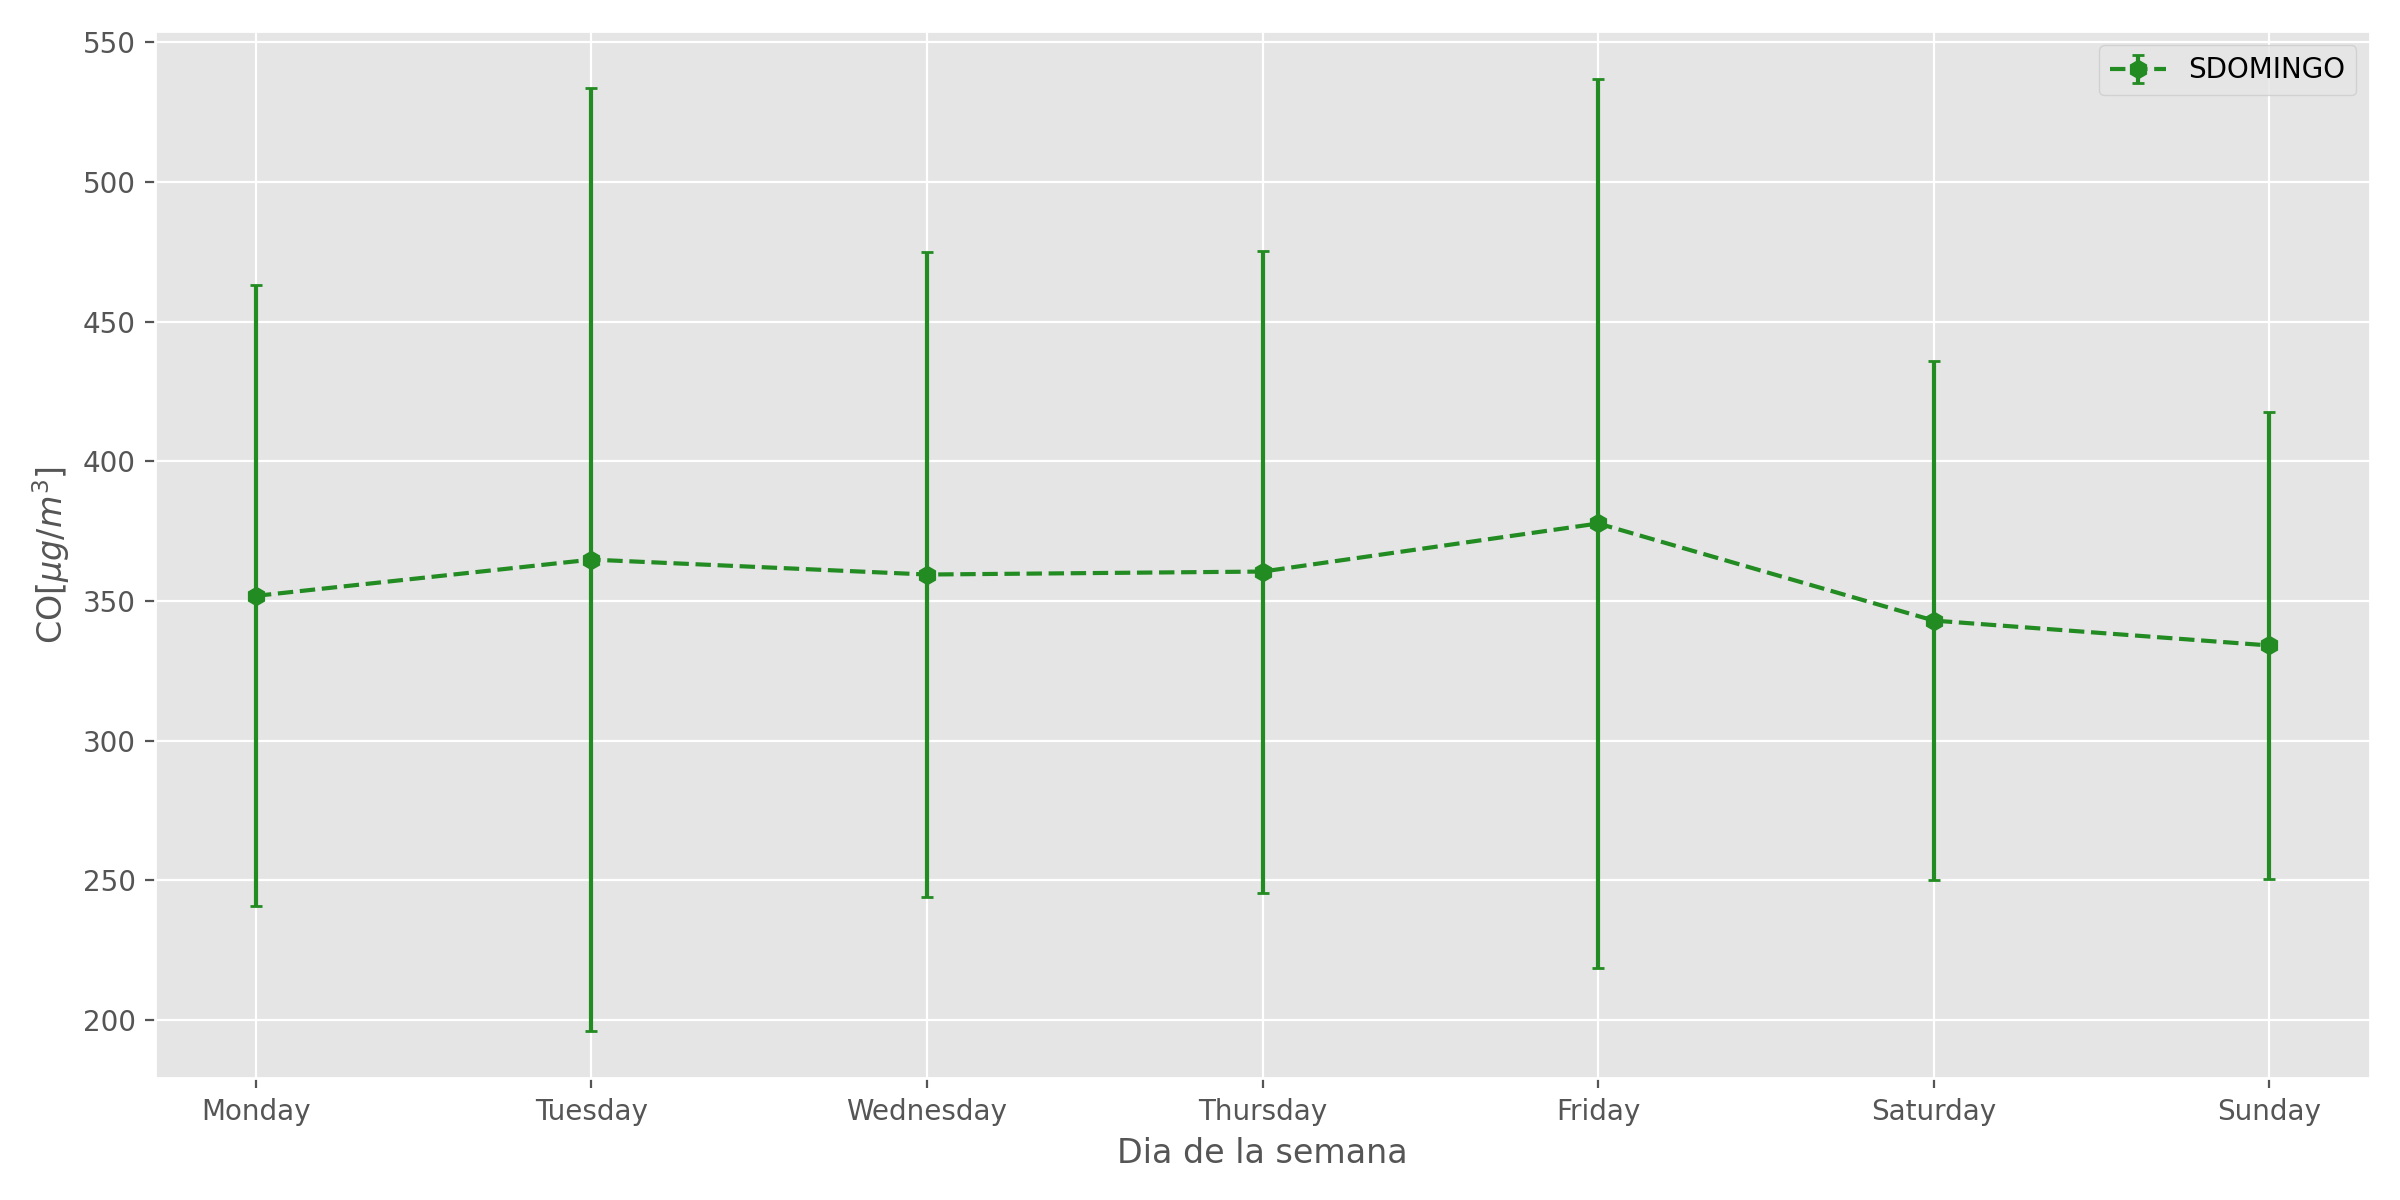 550
500
450
400
350
300
250
200
CO[μg/m³]
SDOMINGO
Monday Tuesday Wednesday Thursday Friday Saturday Sunday
Dia de la semana